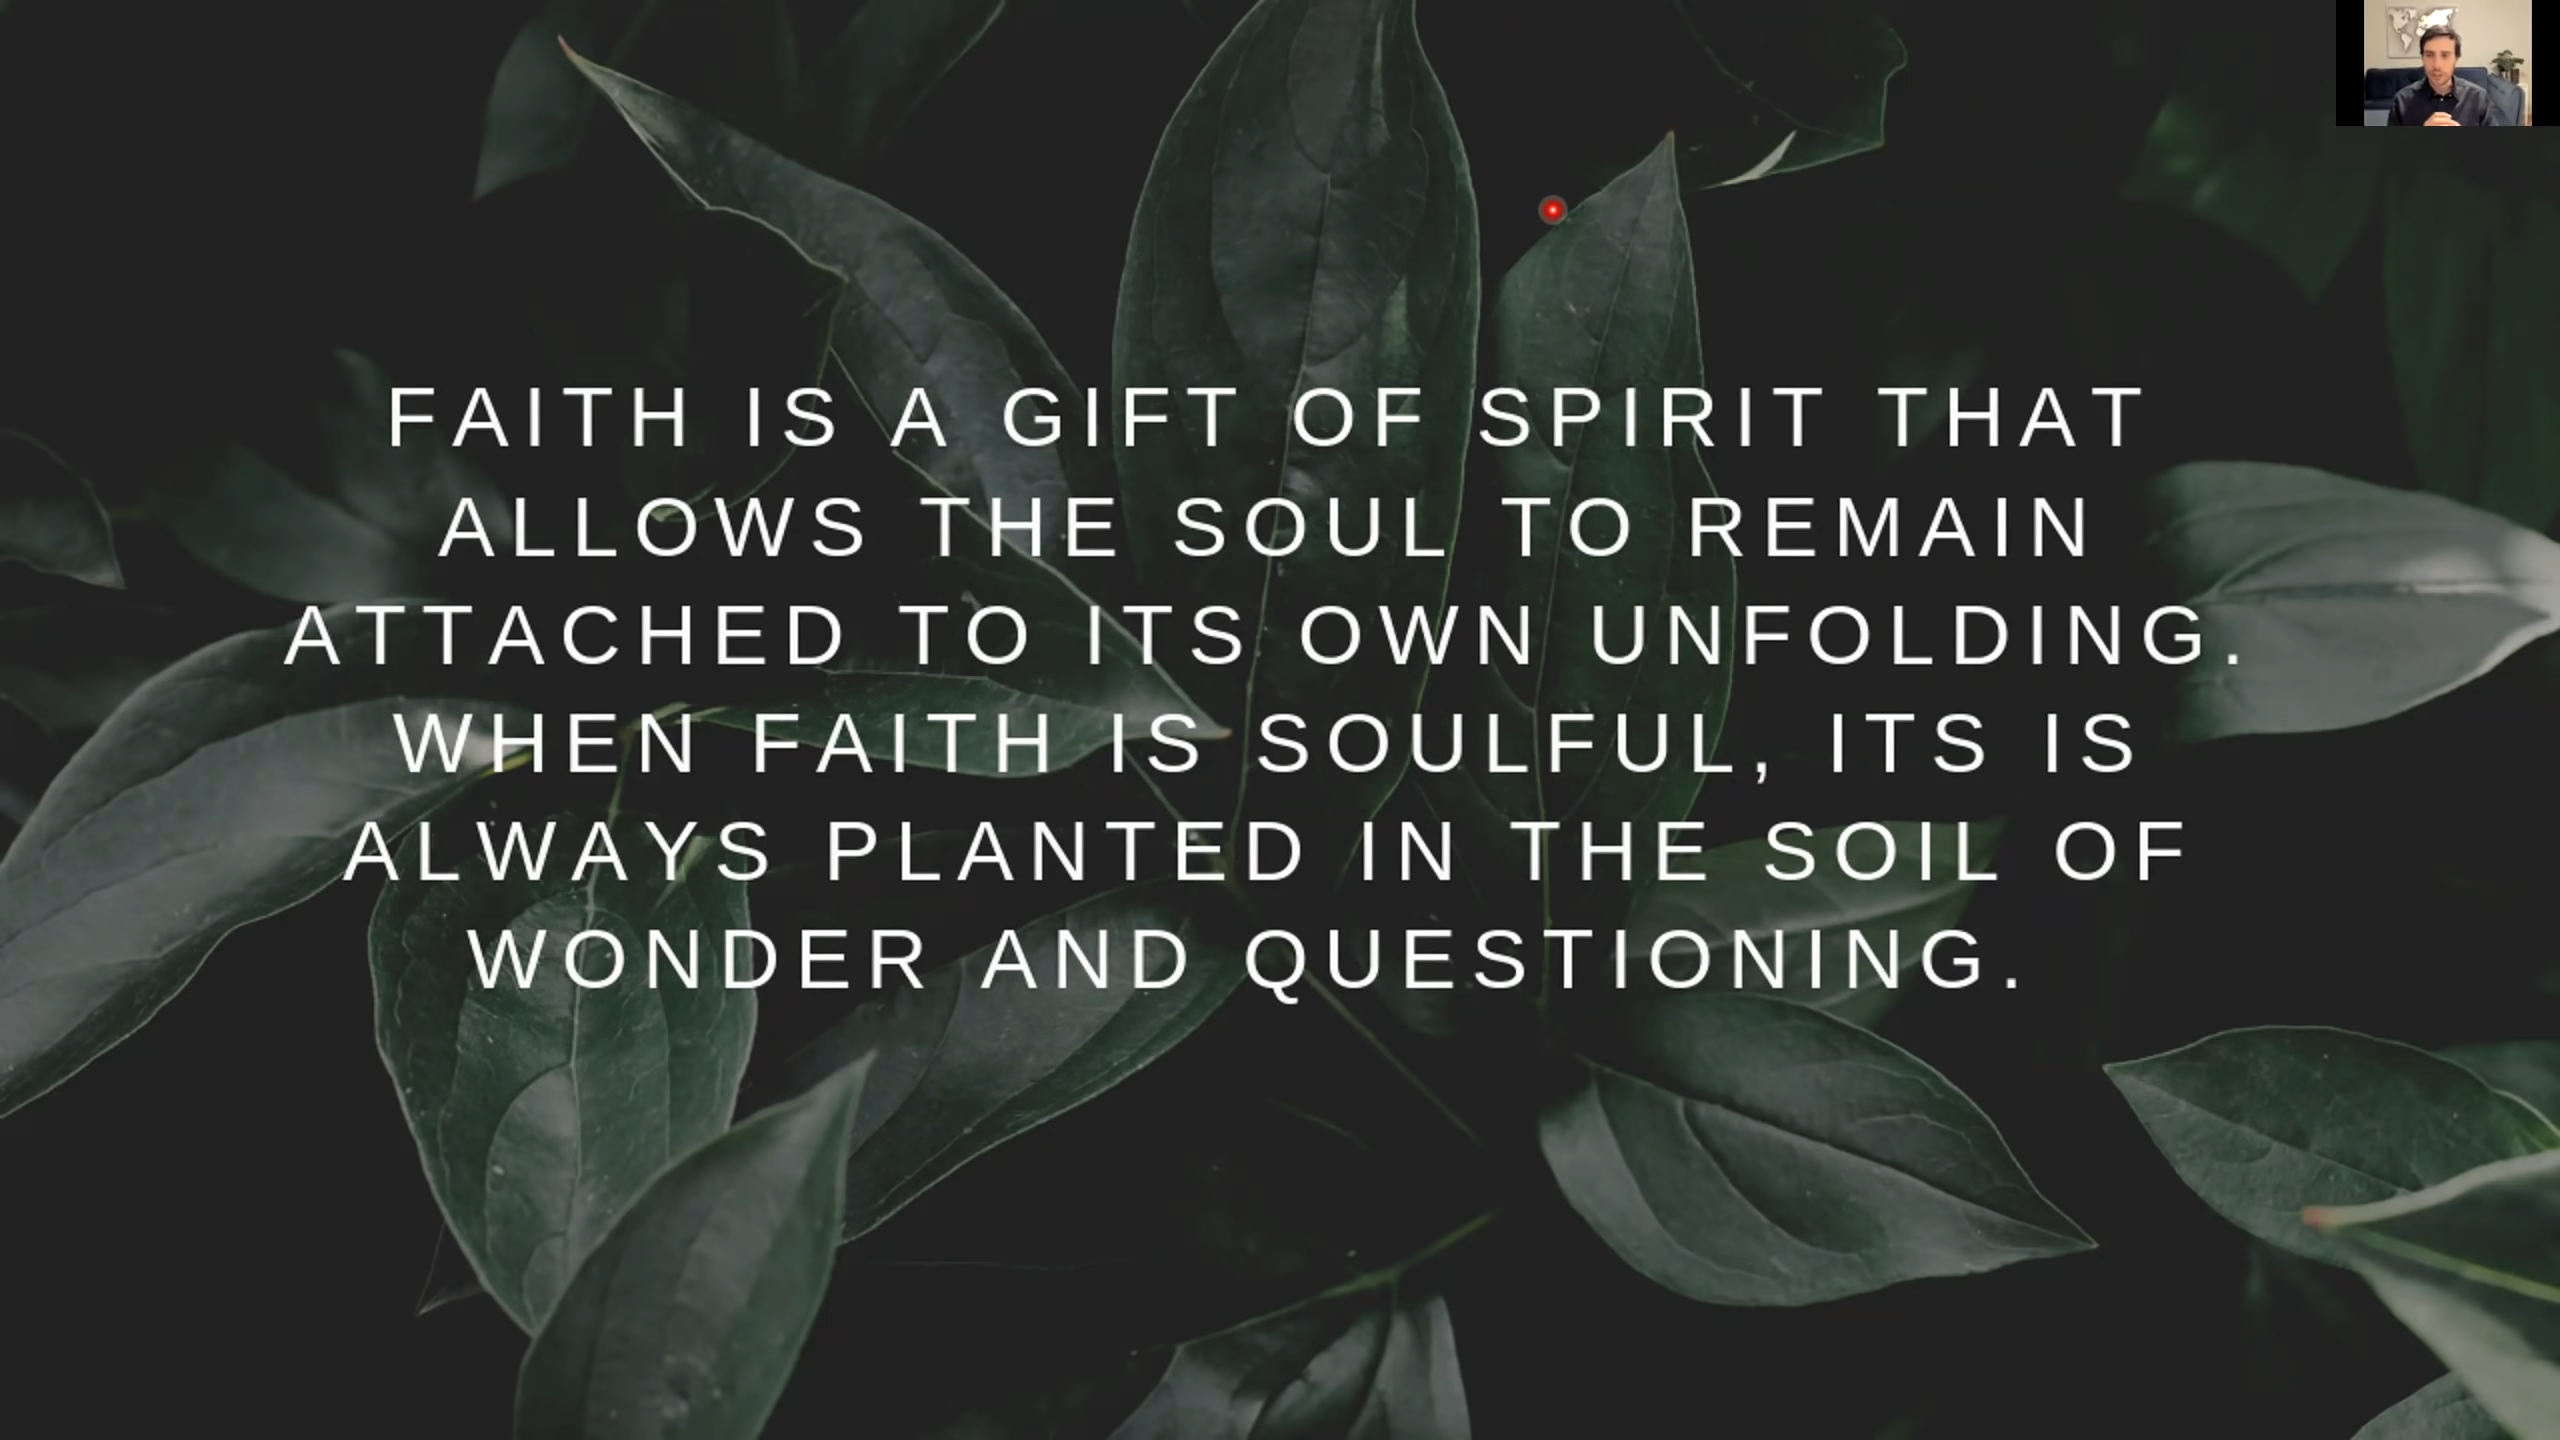 FAITH IS A GIFT OF SPIRIT THAT
ALLOWS THE SOUL TO REMAIN
ATTACHED TO ITS OWN UNFOLDING.
WHEN FAITH IS SOULFUL, ITS IS
ALWAYS PLANTED IN THE SOIL OF
WONDER AND QUESTIONING.